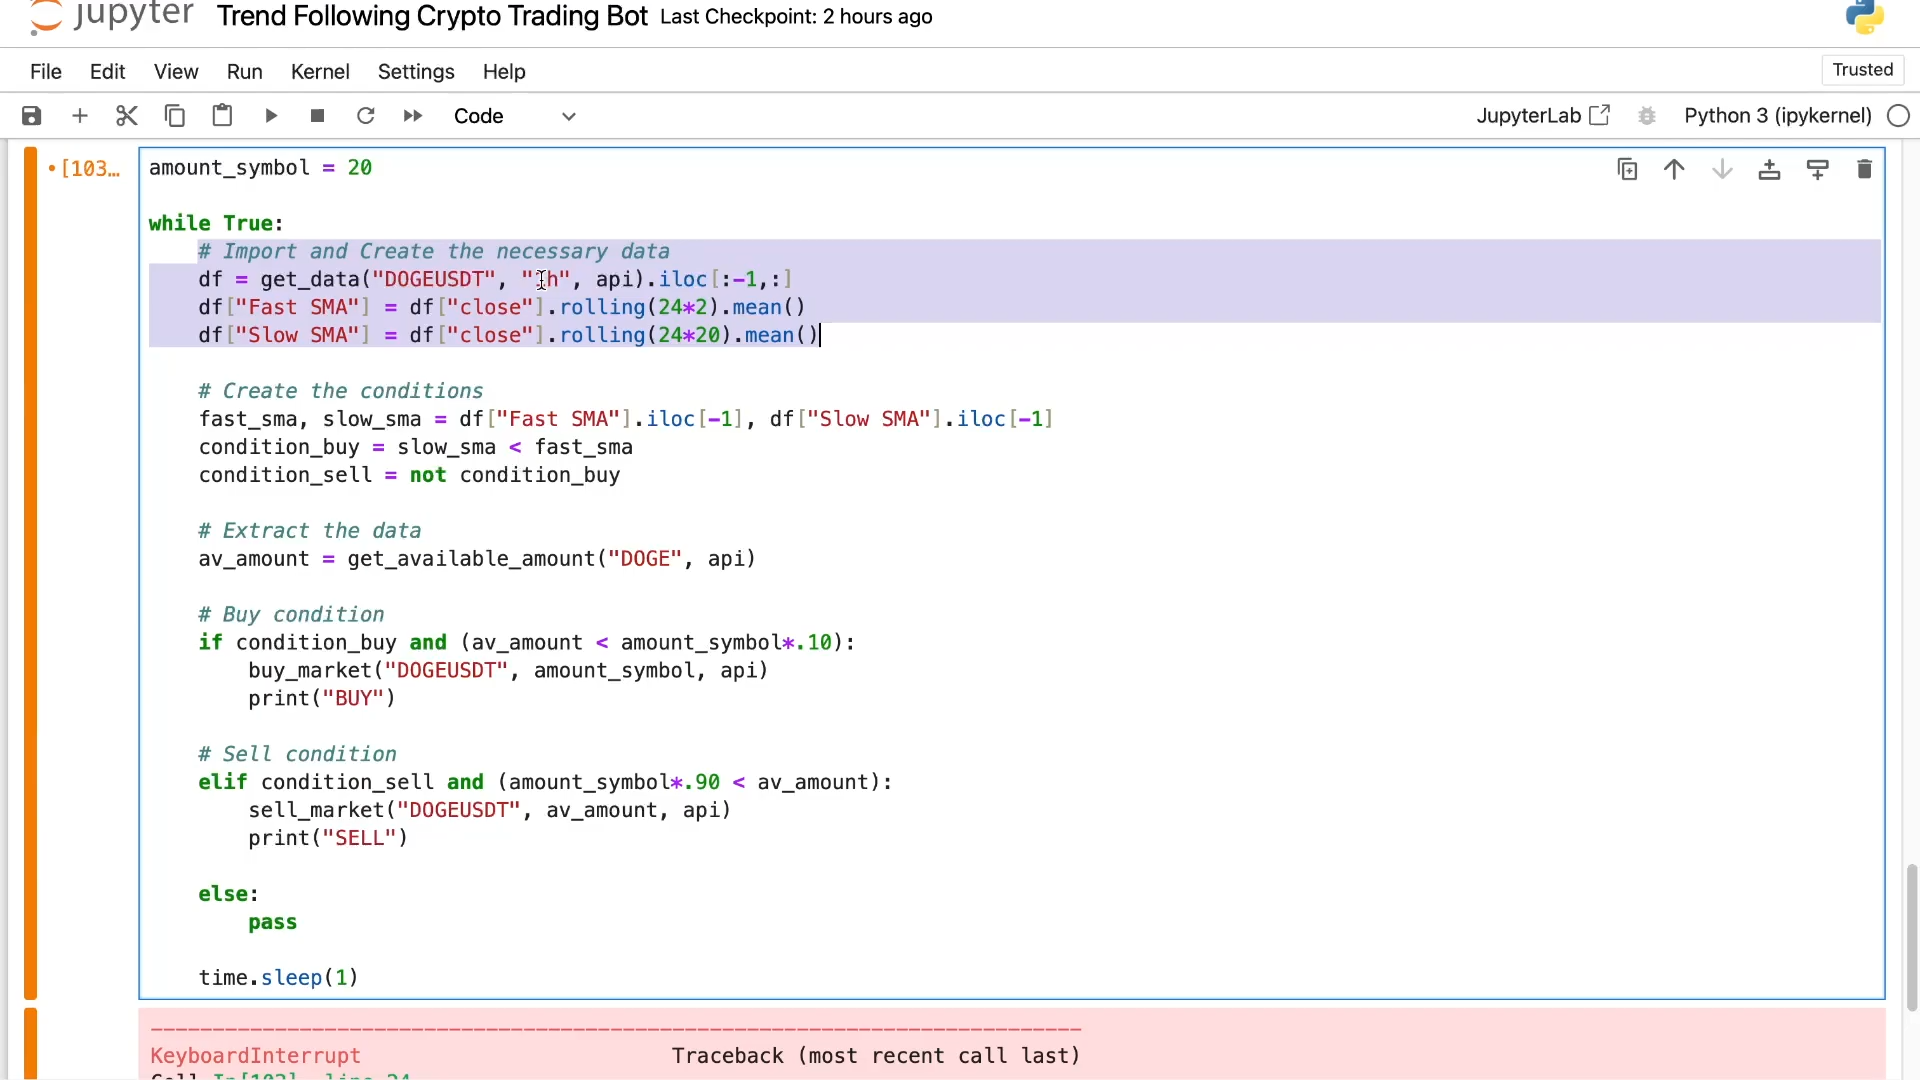 jupyter Trend Following Crypto Trading Bot Last Checkpoint: 2 hours ago
File Edit View Run Kernel Settings Help Trusted
Code JupyterLab Python 3 (ipykernel)
[103…
amount_symbol = 20
while True:
# Import and Create the necessary data
df = get_data("DOGEUSDT", "1h", api).iloc[:-1,:]
df["Fast SMA"] = df["close"].rolling(24*2).mean()
df["Slow SMA"] = df["close"].rolling(24*20).mean()
# Create the conditions
fast_sma, slow_sma = df["Fast SMA"].iloc[-1], df["Slow SMA"].iloc[-1]
condition_buy = slow_sma < fast_sma
condition_sell = not condition_buy
# Extract the data
av_amount = get_available_amount("DOGE", api)
# Buy condition
if condition_buy and (av_amount < amount_symbol*.10):
buy_market("DOGEUSDT", amount_symbol, api)
print("BUY")
# Sell condition
elif condition_sell and (amount_symbol*.90 < av_amount):
sell_market("DOGEUSDT", av_amount, api)
print("SELL")
else:
pass
time.sleep(1)
KeyboardInterrupt Traceback (most recent call last)